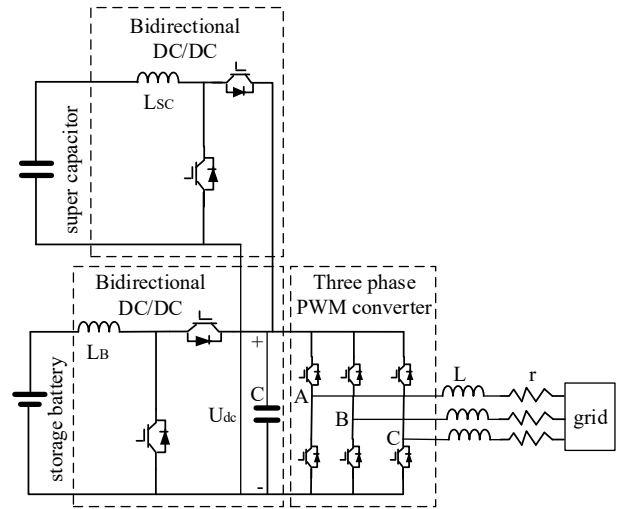 Bidirectional
DC/DC
LSC
super capacitor
Bidirectional
DC/DC
Three phase
PWM converter
LB
storage battery
+
C
Udc
-
A
B
C
L
r
grid